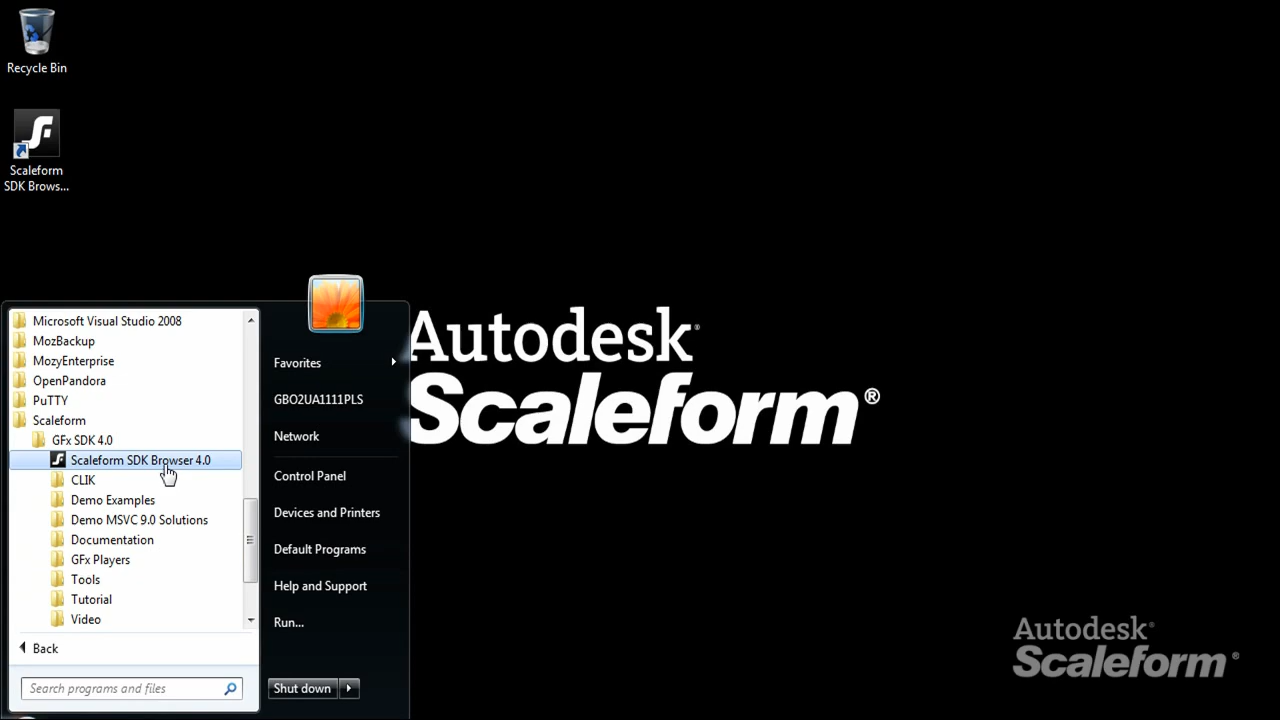 Recycle Bin
Scaleform
SDK Brows...
Microsoft Visual Studio 2008
MozBackup
MozyEnterprise
OpenPandora
PuTTY
Scaleform
GFx SDK 4.0
Scaleform SDK Browser 4.0
CLIK
Demo Examples
Demo MSVC 9.0 Solutions
Documentation
GFx Players
Tools
Tutorial
Video
Back
Search programs and files
Favorites
GBO2UA1111PLS
Network
Control Panel
Devices and Printers
Default Programs
Help and Support
Run...
Shut down
Autodesk®
Scaleform®
Autodesk®
Scaleform®